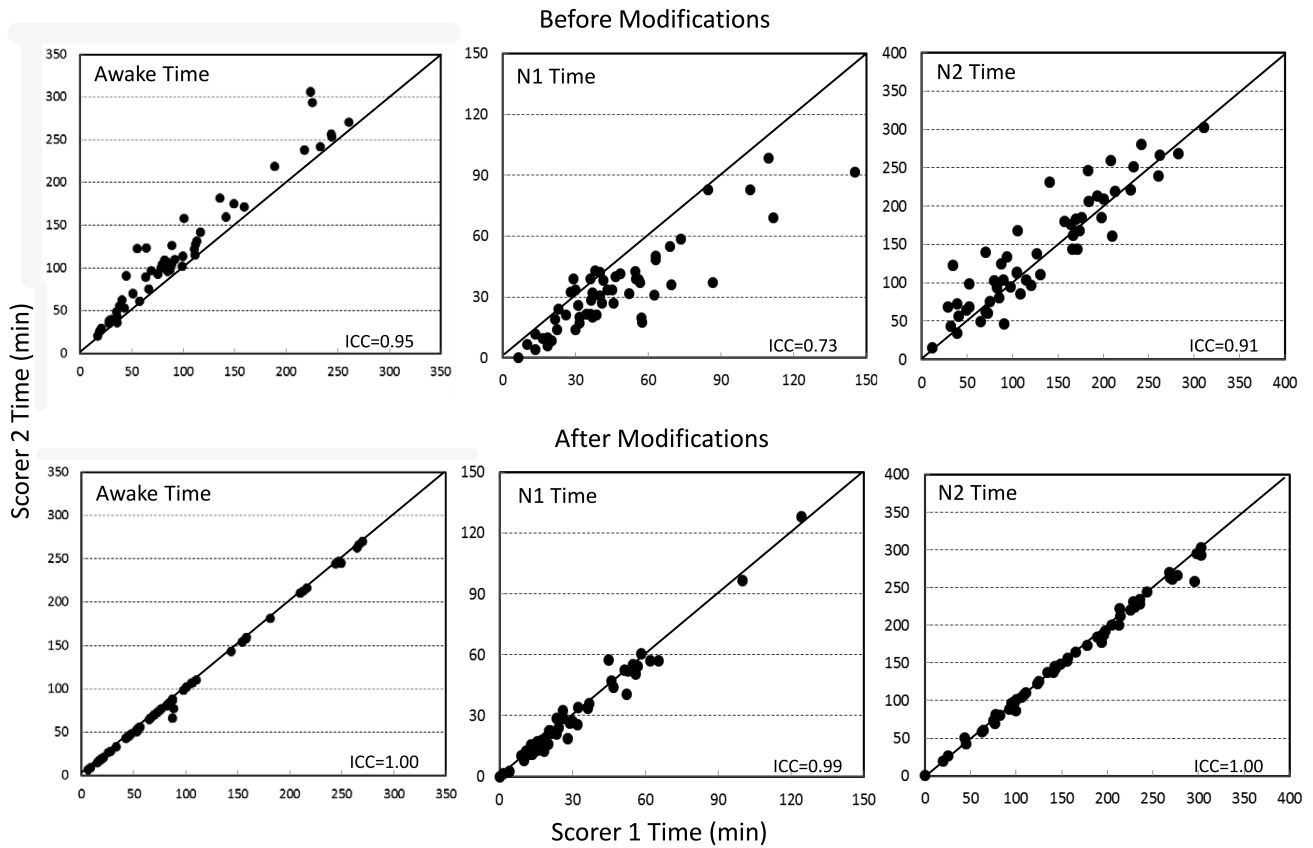 Before Modifications
Awake Time
350
300
250
200
150
100
50
0
0 50 100 150 200 250 300 350
ICC=0.95
N1 Time
150
120
90
60
30
0
0 30 60 90 120 150
ICC=0.73
N2 Time
400
350
300
250
200
150
100
50
0
0 50 100 150 200 250 300 350 400
ICC=0.91
Scorer 2 Time (min)
After Modifications
Awake Time
350
300
250
200
150
100
50
0
0 50 100 150 200 250 300 350
ICC=1.00
N1 Time
150
120
90
60
30
0
0 30 60 90 120 150
ICC=0.99
N2 Time
400
350
300
250
200
150
100
50
0
0 50 100 150 200 250 300 350 400
ICC=1.00
Scorer 1 Time (min)